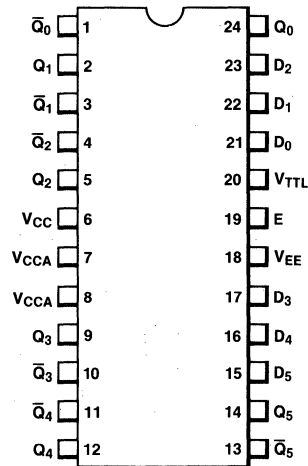 Q̅0 1 24 Q0
Q1 2 23 D2
Q̅1 3 22 D1
Q̅2 4 21 D0
Q2 5 20 VTTL
VCC 6 19 E
VCCA 7 18 VEE
VCCA 8 17 D3
Q3 9 16 D4
Q̅3 10 15 D5
Q̅4 11 14 Q5
Q4 12 13 Q̅5